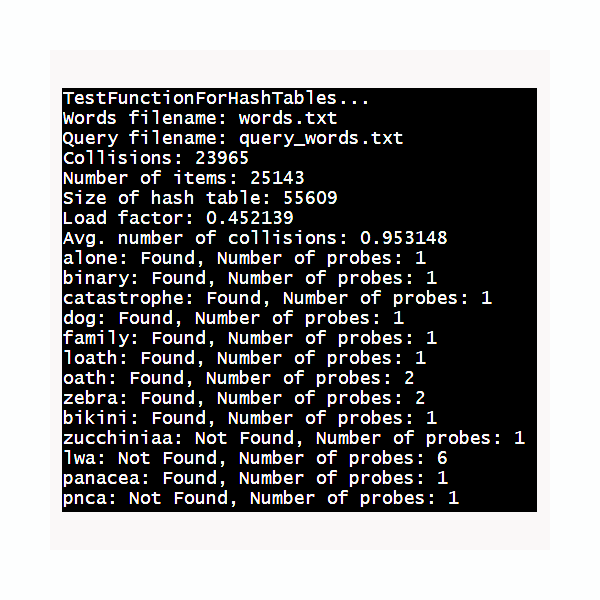 TestFunctionForHashTables...
Words filename: words.txt
Query filename: query_words.txt
Collisions: 23965
Number of items: 25143
Size of hash table: 55609
Load factor: 0.452139
Avg. number of collisions: 0.953148
alone: Found, Number of probes: 1
binary: Found, Number of probes: 1
catastrophe: Found, Number of probes: 1
dog: Found, Number of probes: 1
family: Found, Number of probes: 1
loath: Found, Number of probes: 1
oath: Found, Number of probes: 2
zebra: Found, Number of probes: 2
bikini: Found, Number of probes: 1
zucchiniaa: Not Found, Number of probes: 1
lwa: Not Found, Number of probes: 6
panacea: Found, Number of probes: 1
pnca: Not Found, Number of probes: 1